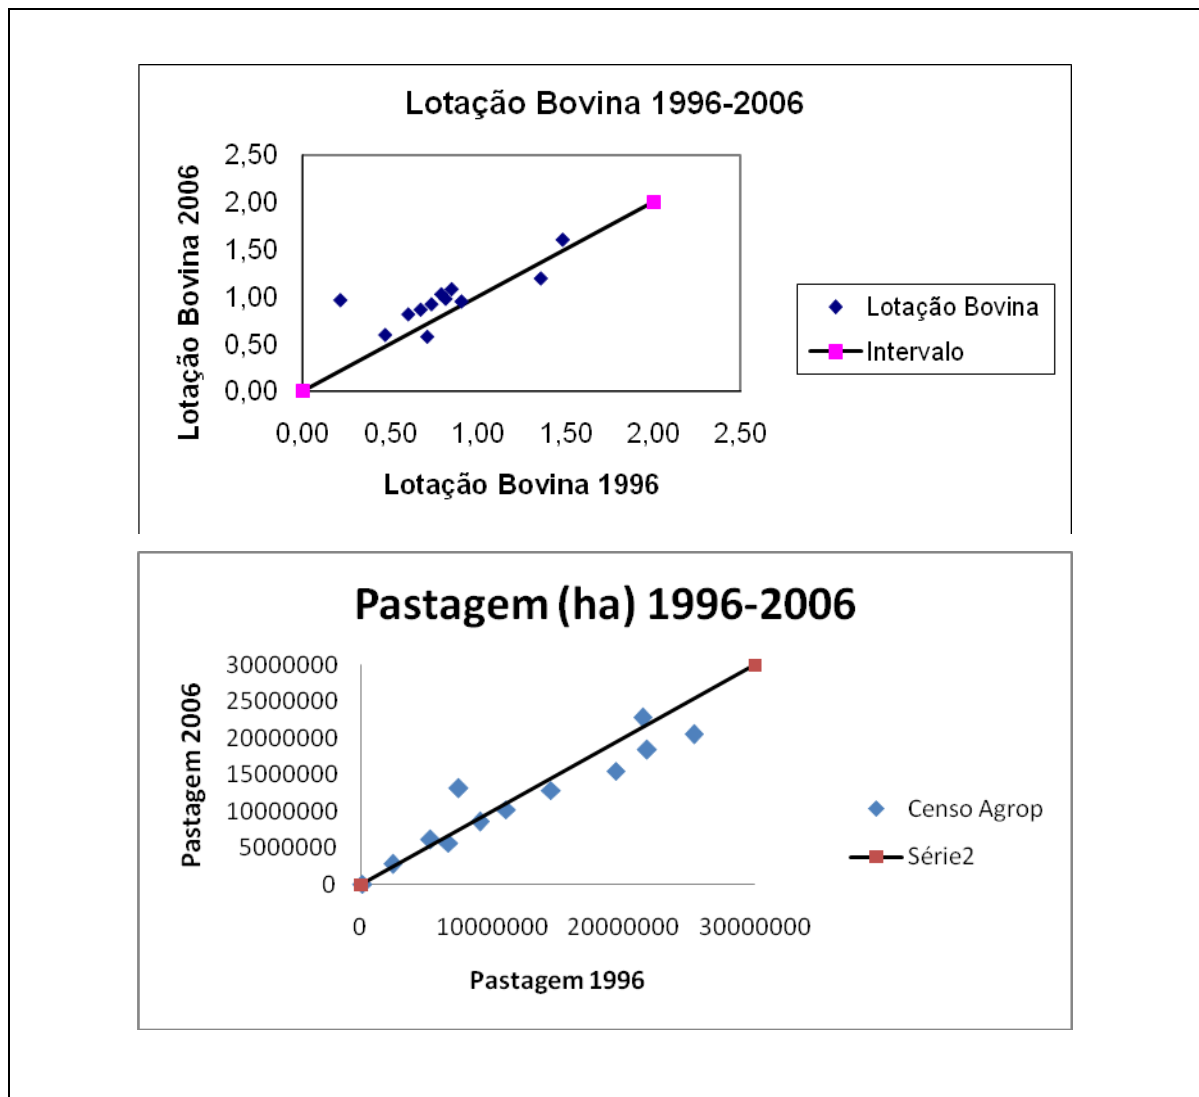 Lotação Bovina 1996-2006
Lotação Bovina 2006
2,50
2,00
1,50
1,00
0,50
0,00
0,00 0,50 1,00 1,50 2,00 2,50
Lotação Bovina 1996
Lotação Bovina
Intervalo
Pastagem (ha) 1996-2006
Pastagem 2006
30000000
25000000
20000000
15000000
10000000
5000000
0
0 10000000 20000000 30000000
Pastagem 1996
Censo Agrop
Série2